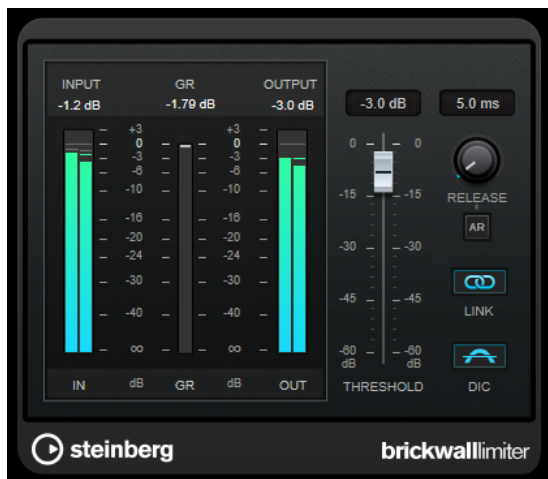 INPUT GR OUTPUT
-1.2 dB -1.79 dB -3.0 dB -3.0 dB 5.0 ms
+3 +3
0 0 0 0
-3 -3
-6 -6
-10 -10
-15 -15 RELEASE
-16 -16
-20 -20 AR
-24 -24
-30 -30 -30 -30
-45 -45
-40 -40 LINK
∞ ∞ -60 -60
dB dB
IN dB GR dB OUT THRESHOLD DIC
steinberg brickwalllimiter